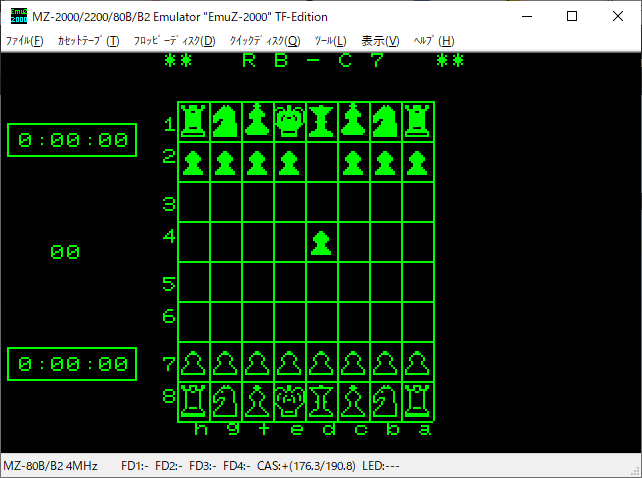 EmuZ 2000
MZ-2000/2200/80B/B2 Emulator "EmuZ-2000" TF-Edition
ﾌｧｲﾙ(F) ｶｾｯﾄﾃｰﾌﾟ(T) ﾌﾛｯﾋﾟｰﾃﾞｨｽｸ(D) ｸｲｯｸﾃﾞｨｽｸ(Q) ﾂｰﾙ(L) 表示(V) ﾍﾙﾌﾟ(H)
** R B - C 7 **
1
0:00:00
2
3
4
00
5
6
0:00:00
7
8
h g f e d c b a
MZ-80B/B2 4MHz FD1:- FD2:- FD3:- FD4:- CAS:+(176.3/190.8) LED:---